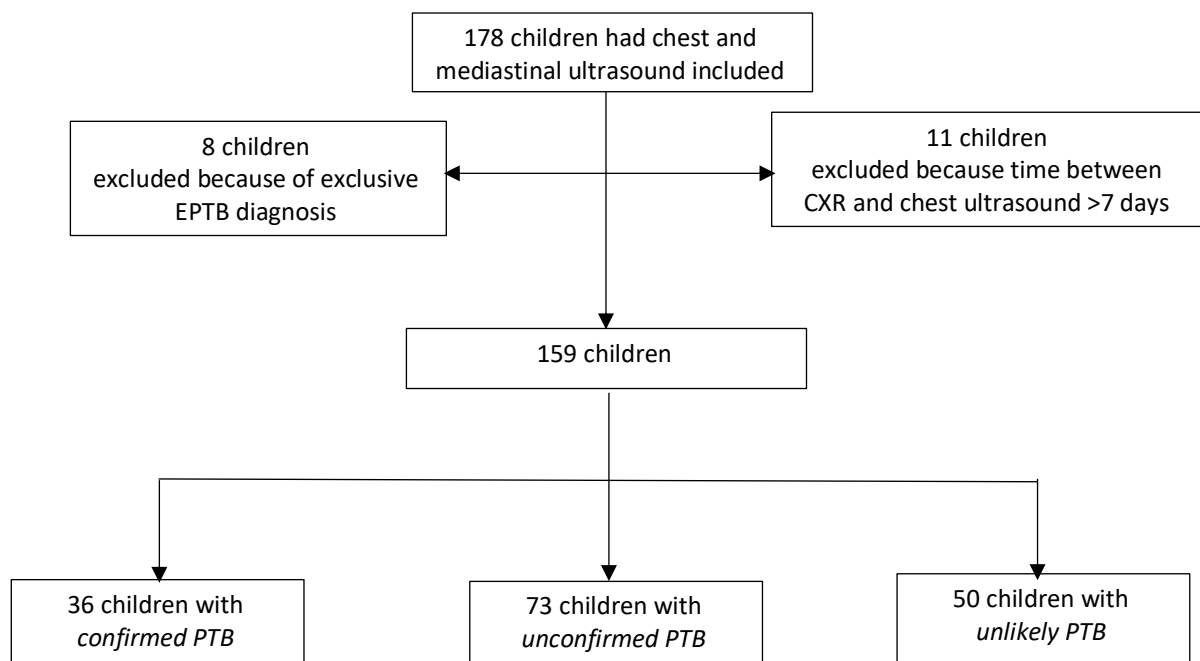 178 children had chest and
mediastinal ultrasound included
8 children
excluded because of exclusive
EPTB diagnosis
11 children
excluded because time between
CXR and chest ultrasound >7 days
159 children
36 children with
confirmed PTB
73 children with
unconfirmed PTB
50 children with
unlikely PTB